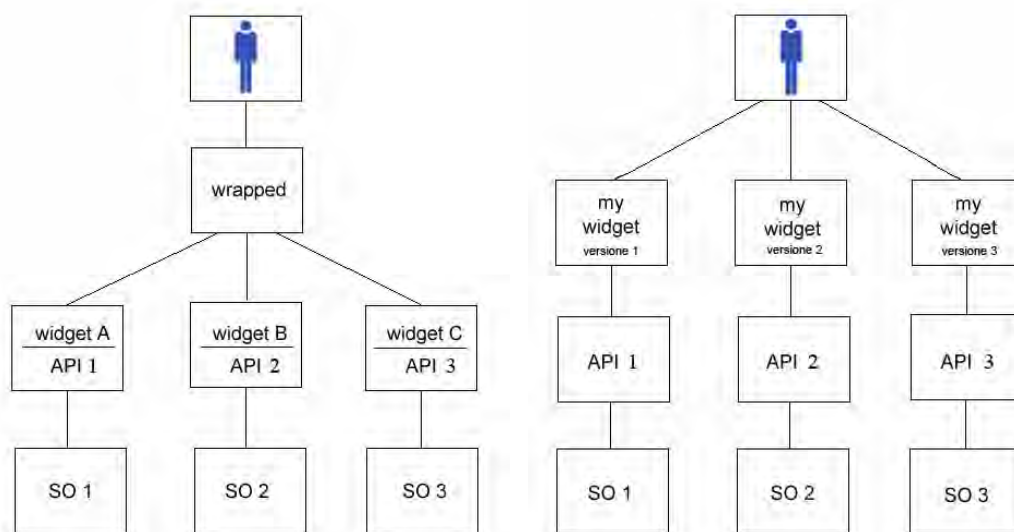 wrapped
widget A
API 1
widget B
API 2
widget C
API 3
SO 1
SO 2
SO 3
my
widget
versione 1
my
widget
versione 2
my
widget
versione 3
API 1
API 2
API 3
SO 1
SO 2
SO 3